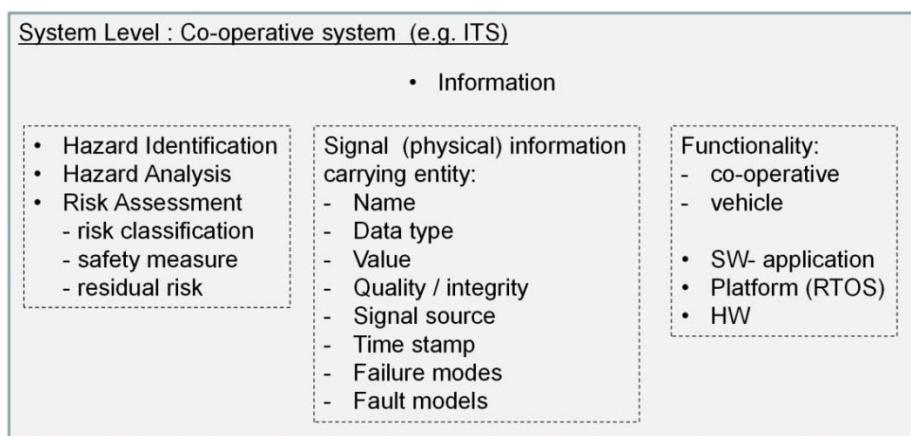 System Level : Co-operative system (e.g. ITS)
• Information
• Hazard Identification
• Hazard Analysis
• Risk Assessment
- risk classification
- safety measure
- residual risk
Signal (physical) information
carrying entity:
- Name
- Data type
- Value
- Quality / integrity
- Signal source
- Time stamp
- Failure modes
- Fault models
Functionality:
- co-operative
- vehicle
• SW- application
• Platform (RTOS)
• HW